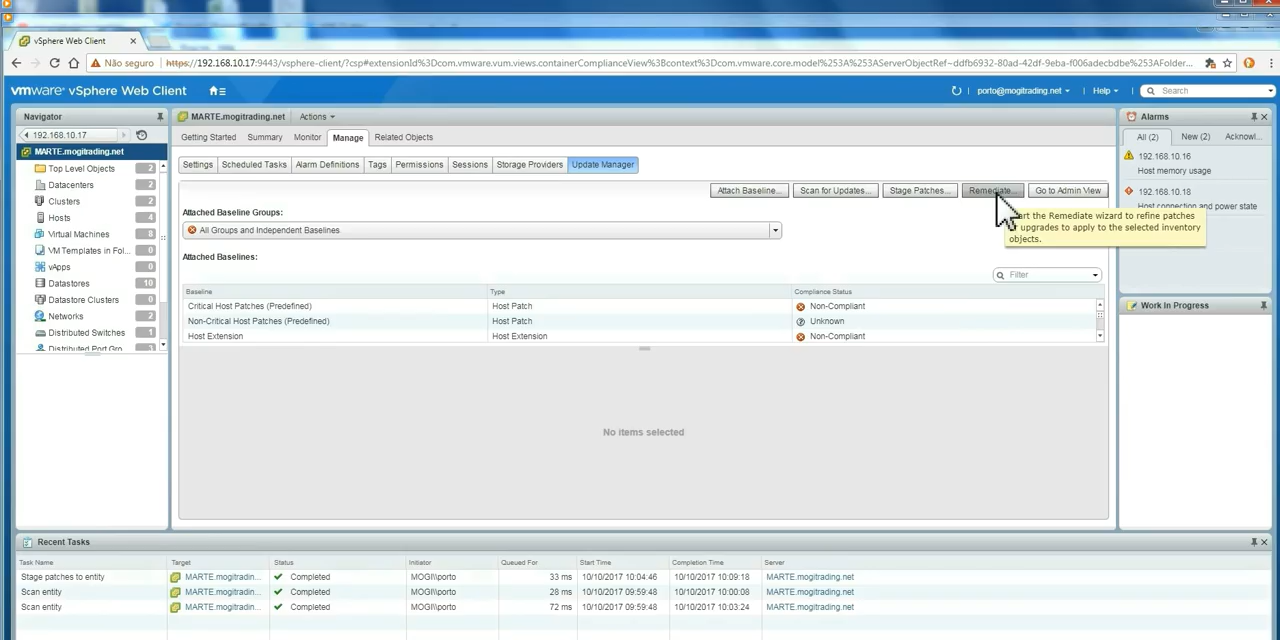 vSphere Web Client
Não seguro
https://192.168.10.17:9443/vsphere-client/?csp#extensionId%3Dcom.vmware.vum.views.containerComplianceView%3Bcontext%3Dcom.vmware.core.model%253A%253AServerObjectRef~ddfb6932-80ad-42df-9eba-f006adecbdbe%253AFolder...
vmware® vSphere Web Client
porto@mogitrading.net
Help
Search
Navigator
192.168.10.17
MARTE.mogitrading.net
Top Level Objects 2
Datacenters 2
Clusters 2
Hosts 4
Virtual Machines 8
VM Templates in Fol... 0
vApps 0
Datastores 10
Datastore Clusters 0
Networks 2
Distributed Switches 1
Distributed Port Gro...
MARTE.mogitrading.net Actions
Getting Started Summary Monitor Manage Related Objects
Settings Scheduled Tasks Alarm Definitions Tags Permissions Sessions Storage Providers Update Manager
Attach Baseline... Scan for Updates... Stage Patches... Remediate... Go to Admin View
Attached Baseline Groups:
All Groups and Independent Baselines
Attached Baselines:
Filter
Baseline Type Compliance Status
Critical Host Patches (Predefined) Host Patch Non-Compliant
Non-Critical Host Patches (Predefined) Host Patch Unknown
Host Extension Host Extension Non-Compliant
No items selected
the Remediate wizard to refine patches
upgrades to apply to the selected inventory
objects.
Alarms
All (2) New (2) Acknowl...
192.168.10.16
Host memory usage
192.168.10.18
Host connection and power state
Work In Progress
Recent Tasks
Task Name Target Status Initiator Queued For Start Time Completion Time Server
Stage patches to entity MARTE.mogitradin... Completed MOGI\\porto 33 ms 10/10/2017 10:04:46 10/10/2017 10:09:18 MARTE.mogitrading.net
Scan entity MARTE.mogitradin... Completed MOGI\\porto 28 ms 10/10/2017 09:59:48 10/10/2017 10:00:08 MARTE.mogitrading.net
Scan entity MARTE.mogitradin... Completed MOGI\\porto 72 ms 10/10/2017 09:59:48 10/10/2017 10:03:24 MARTE.mogitrading.net